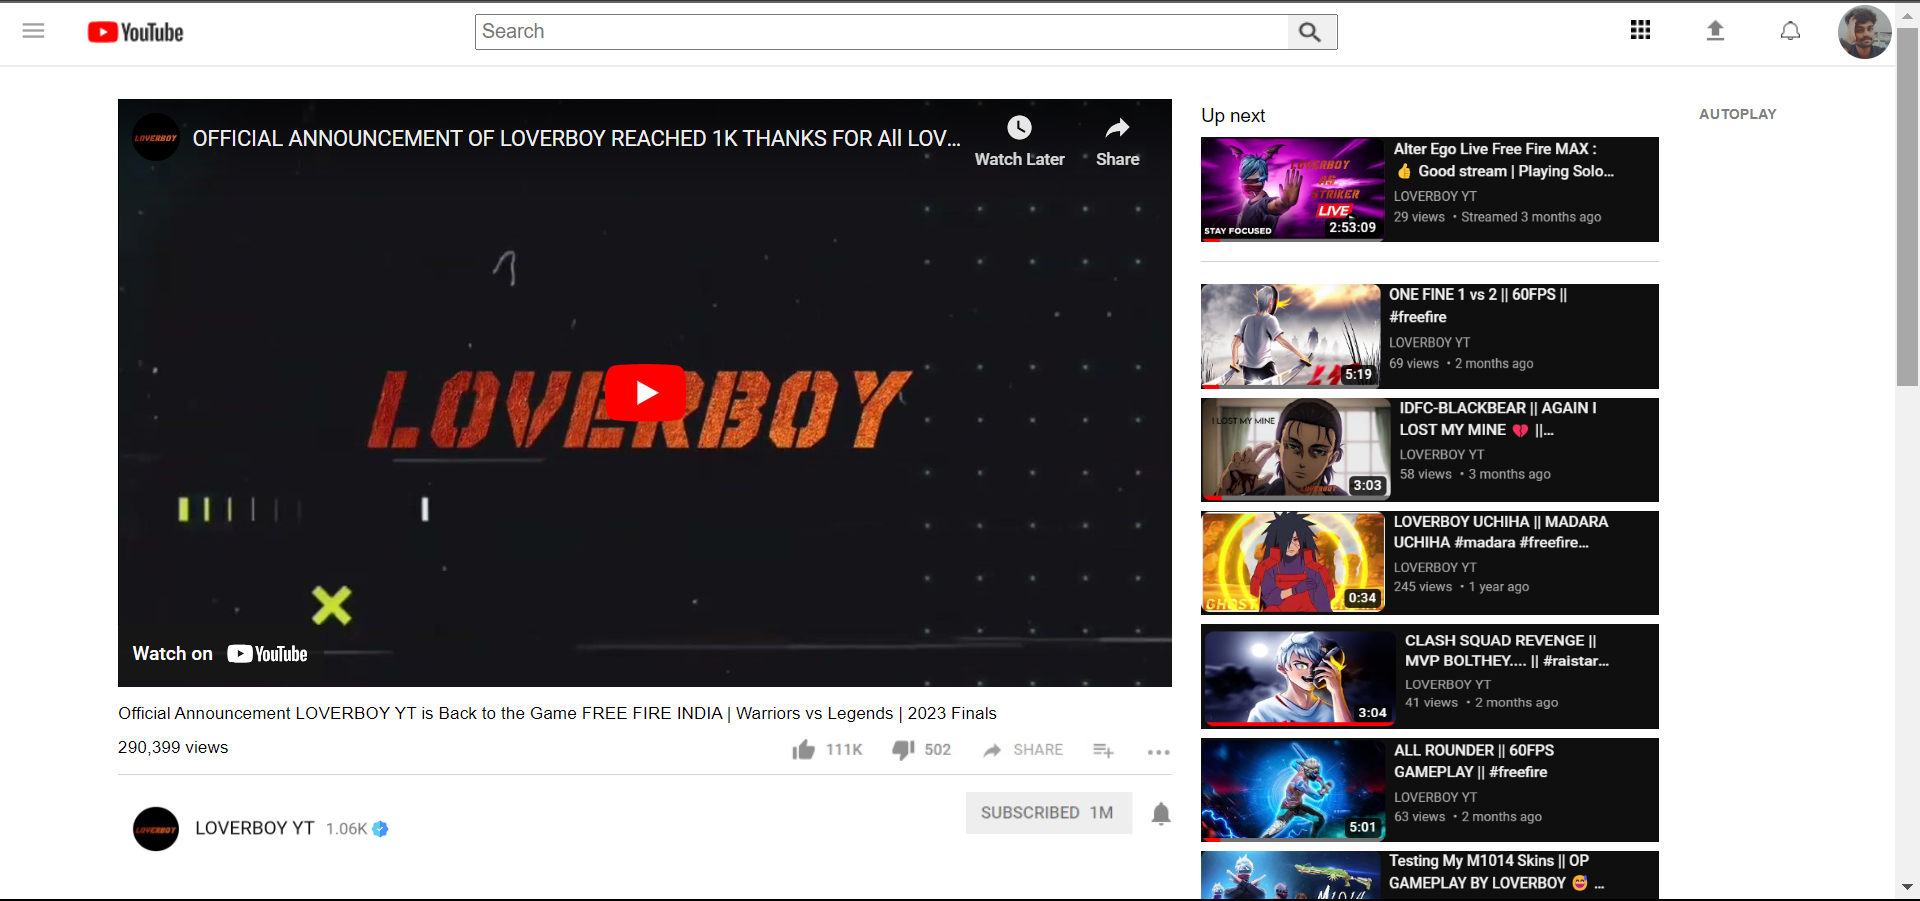 YouTube
Search
LOVERBOY
OFFICIAL ANNOUNCEMENT OF LOVERBOY REACHED 1K THANKS FOR All LOV...
Watch Later
Share
LOVERBOY
Watch on YouTube
Official Announcement LOVERBOY YT is Back to the Game FREE FIRE INDIA | Warriors vs Legends | 2023 Finals
290,399 views
111K
502
SHARE
LOVERBOY
LOVERBOY YT 1.06K
SUBSCRIBED 1M
Up next
AUTOPLAY
LOVERBOY
AS
STRIKER
LIVE
STAY FOCUSED
2:53:09
Alter Ego Live Free Fire MAX :
👍 Good stream | Playing Solo...
LOVERBOY YT
29 views • Streamed 3 months ago
5:19
ONE FINE 1 vs 2 || 60FPS ||
#freefire
LOVERBOY YT
69 views • 2 months ago
I LOST MY MINE
LOVERBOY
3:03
IDFC-BLACKBEAR || AGAIN I
LOST MY MINE 💔 ||...
LOVERBOY YT
58 views • 3 months ago
GHOST
0:34
LOVERBOY UCHIHA || MADARA
UCHIHA #madara #freefire...
LOVERBOY YT
245 views • 1 year ago
3:04
CLASH SQUAD REVENGE ||
MVP BOLTHEY.... || #raistar...
LOVERBOY YT
41 views • 2 months ago
5:01
ALL ROUNDER || 60FPS
GAMEPLAY || #freefire
LOVERBOY YT
63 views • 2 months ago
M1014
Testing My M1014 Skins || OP
GAMEPLAY BY LOVERBOY 😅 ...